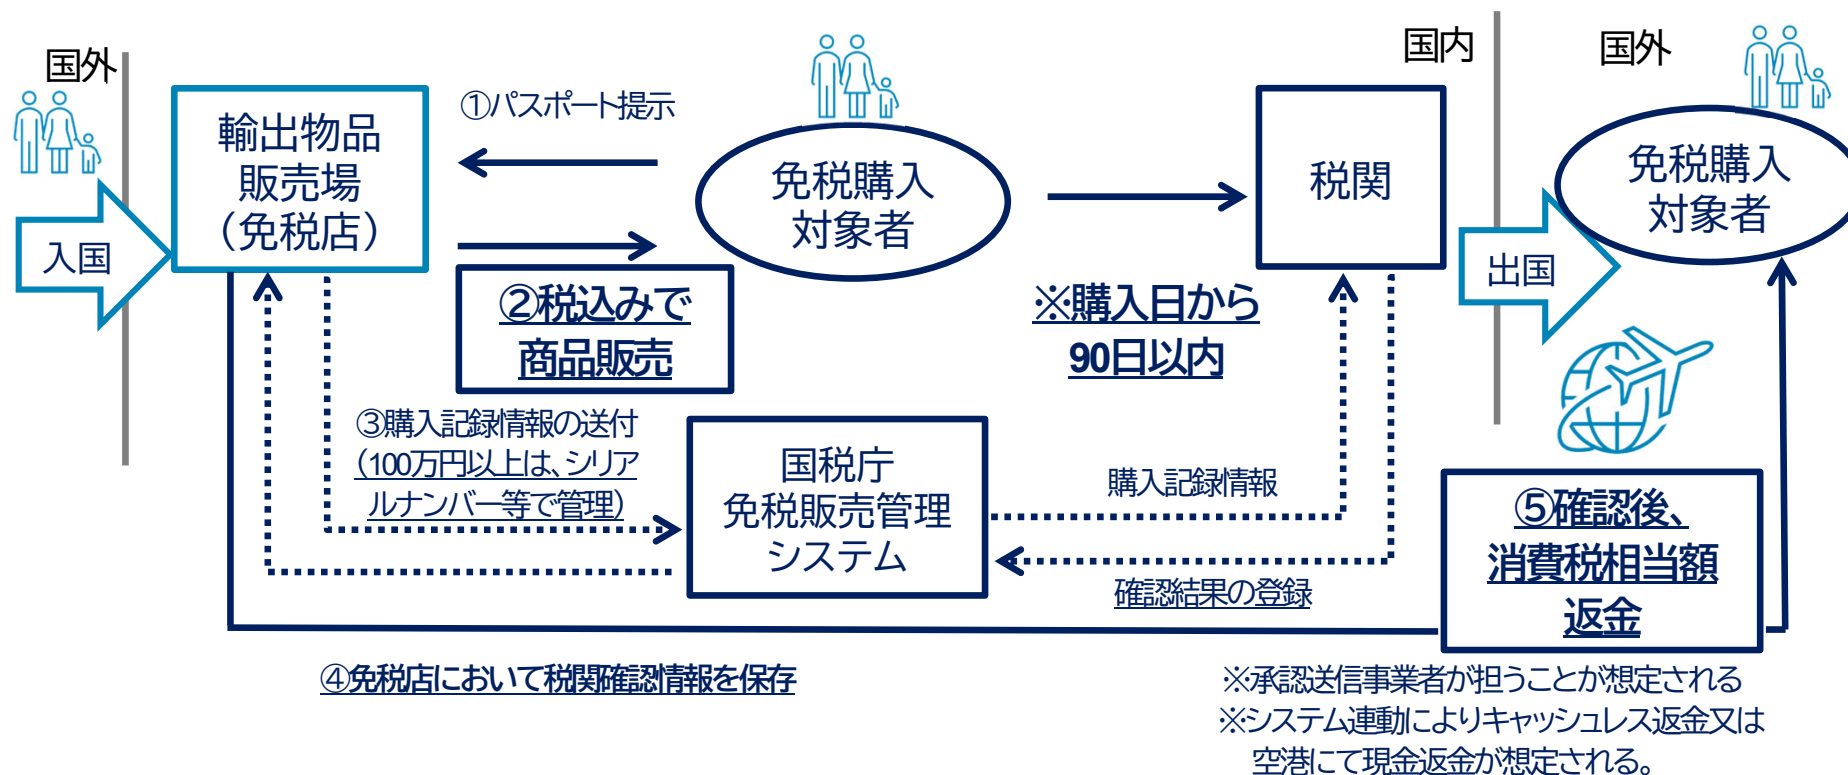 国外
国内
国外
入国
輸出物品
販売場
（免税店）
①パスポート提示
②税込みで
商品販売
免税購入
対象者
※購入日から
90日以内
税関
出国
免税購入
対象者
③購入記録情報の送付
（100万円以上は、シリア
ルナンバー等で管理）
国税庁
免税販売管理
システム
購入記録情報
確認結果の登録
⑤確認後、
消費税相当額
返金
④免税店において税関確認情報を保存
※承認送信事業者が担うことが想定される
※システム連動によりキャッシュレス返金又は
空港にて現金返金が想定される。